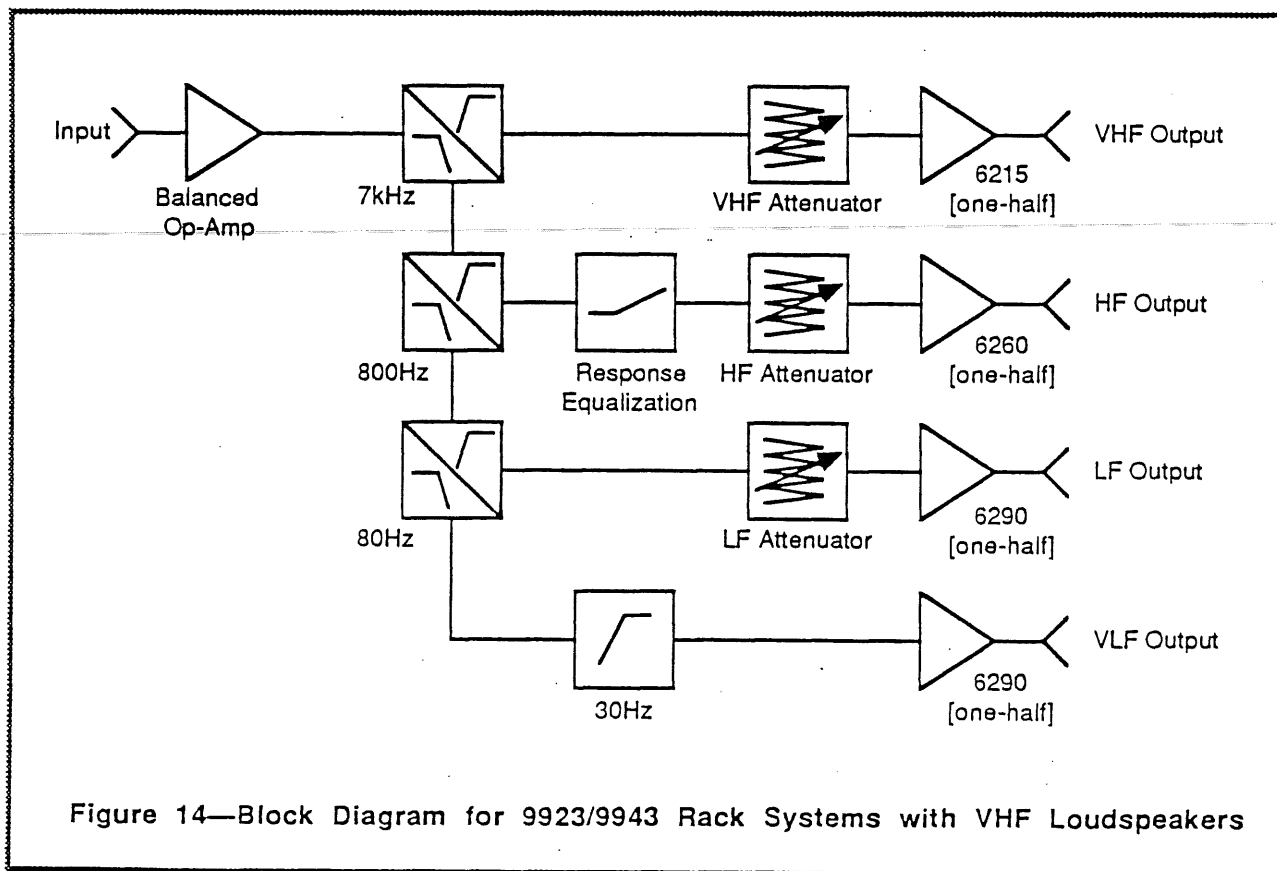 Input
Balanced
Op-Amp
7kHz
VHF Attenuator
6215
[one-half]
VHF Output
800Hz
Response
Equalization
HF Attenuator
6260
[one-half]
HF Output
80Hz
LF Attenuator
6290
[one-half]
LF Output
30Hz
6290
[one-half]
VLF Output
Figure 14—Block Diagram for 9923/9943 Rack Systems with VHF Loudspeakers